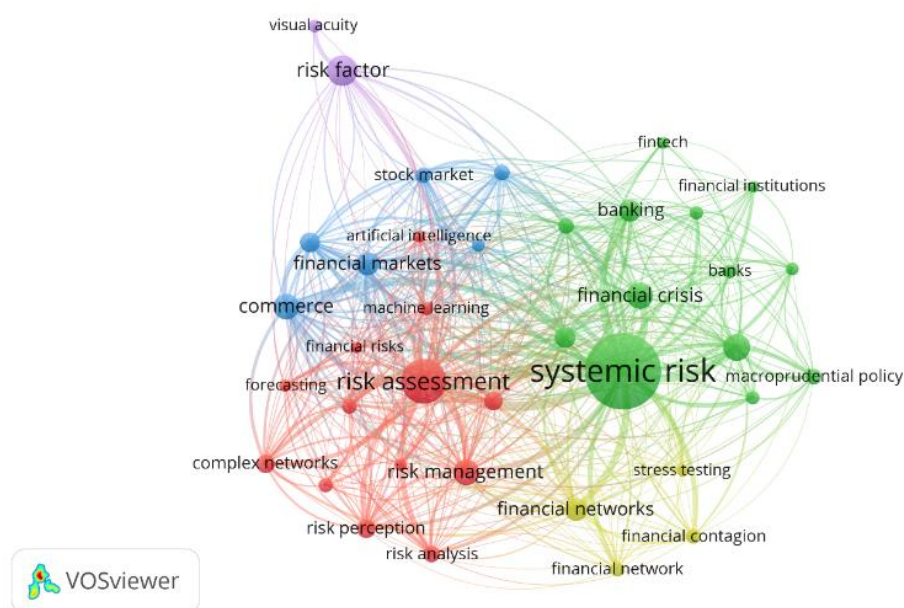 visual acuity
risk factor
fintech
stock market
financial institutions
banking
artificial intelligence
financial markets
banks
commerce
machine learning
financial crisis
financial risks
systemic risk
forecasting
risk assessment
macroprudential policy
complex networks
risk management
stress testing
financial networks
risk perception
financial contagion
risk analysis
financial network
VOSviewer